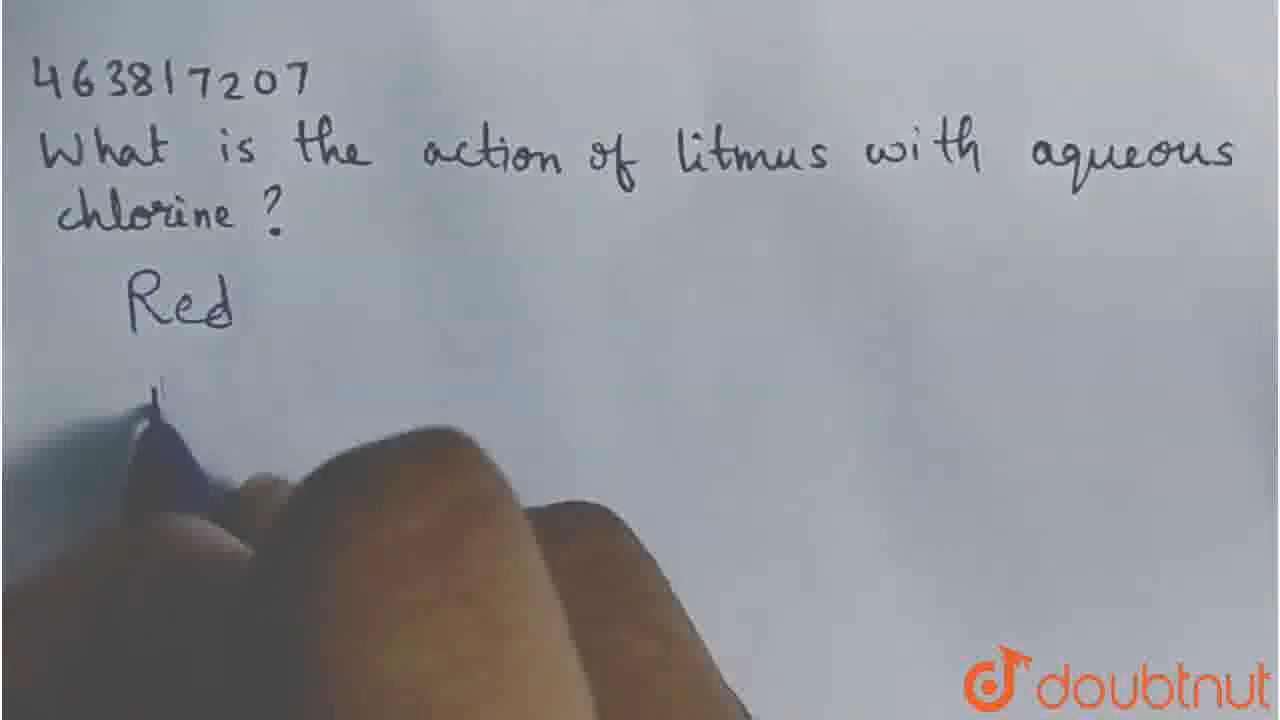 463817207
What is the action of litmus with aqueous
chlorine?
Red
doubtnut